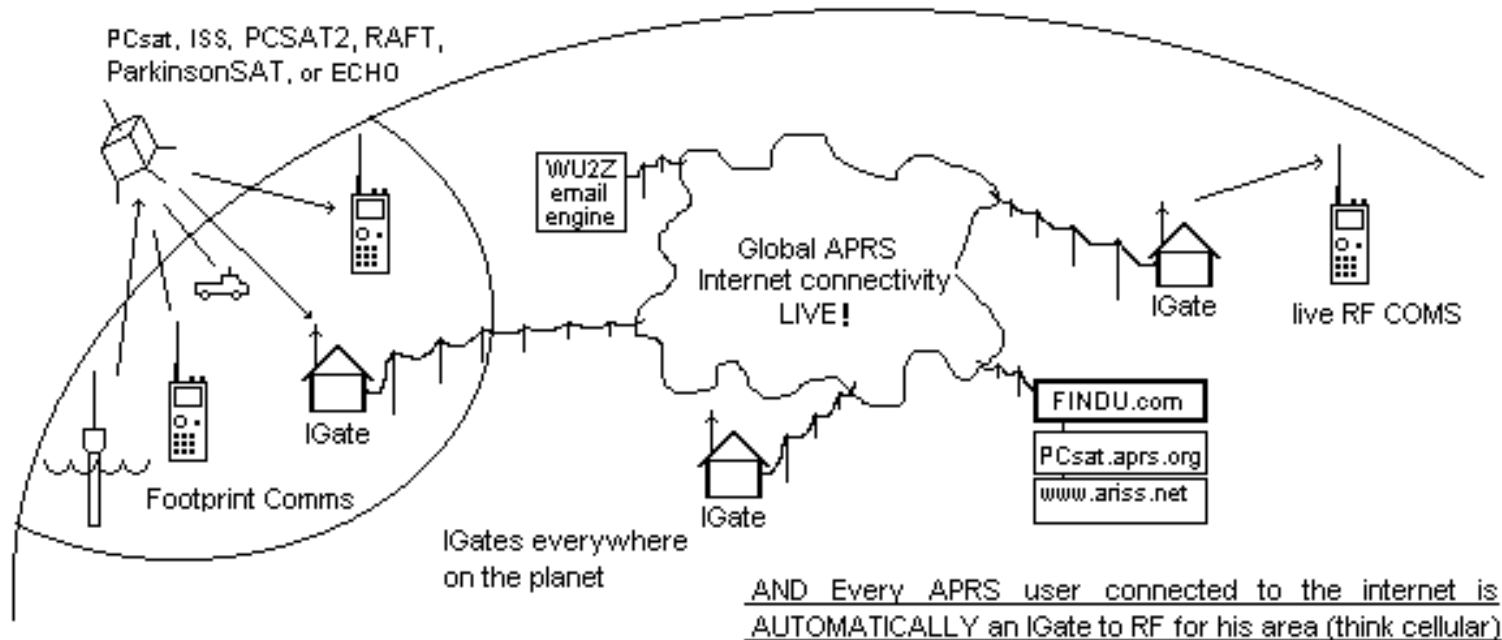 PCsat, ISS, PCSAT2, RAFT,
ParkinsonSAT, or ECHO
WU2Z
email
engine
Global APRS
Internet connectivity
LIVE!
IGate
live RF COMS
IGate
Footprint Comms
IGate
FINDU.com
PCsat.aprs.org
www.ariss.net
IGates everywhere
on the planet
AND Every APRS user connected to the internet is
AUTOMATICALLY an IGate to RF for his area (think cellular)